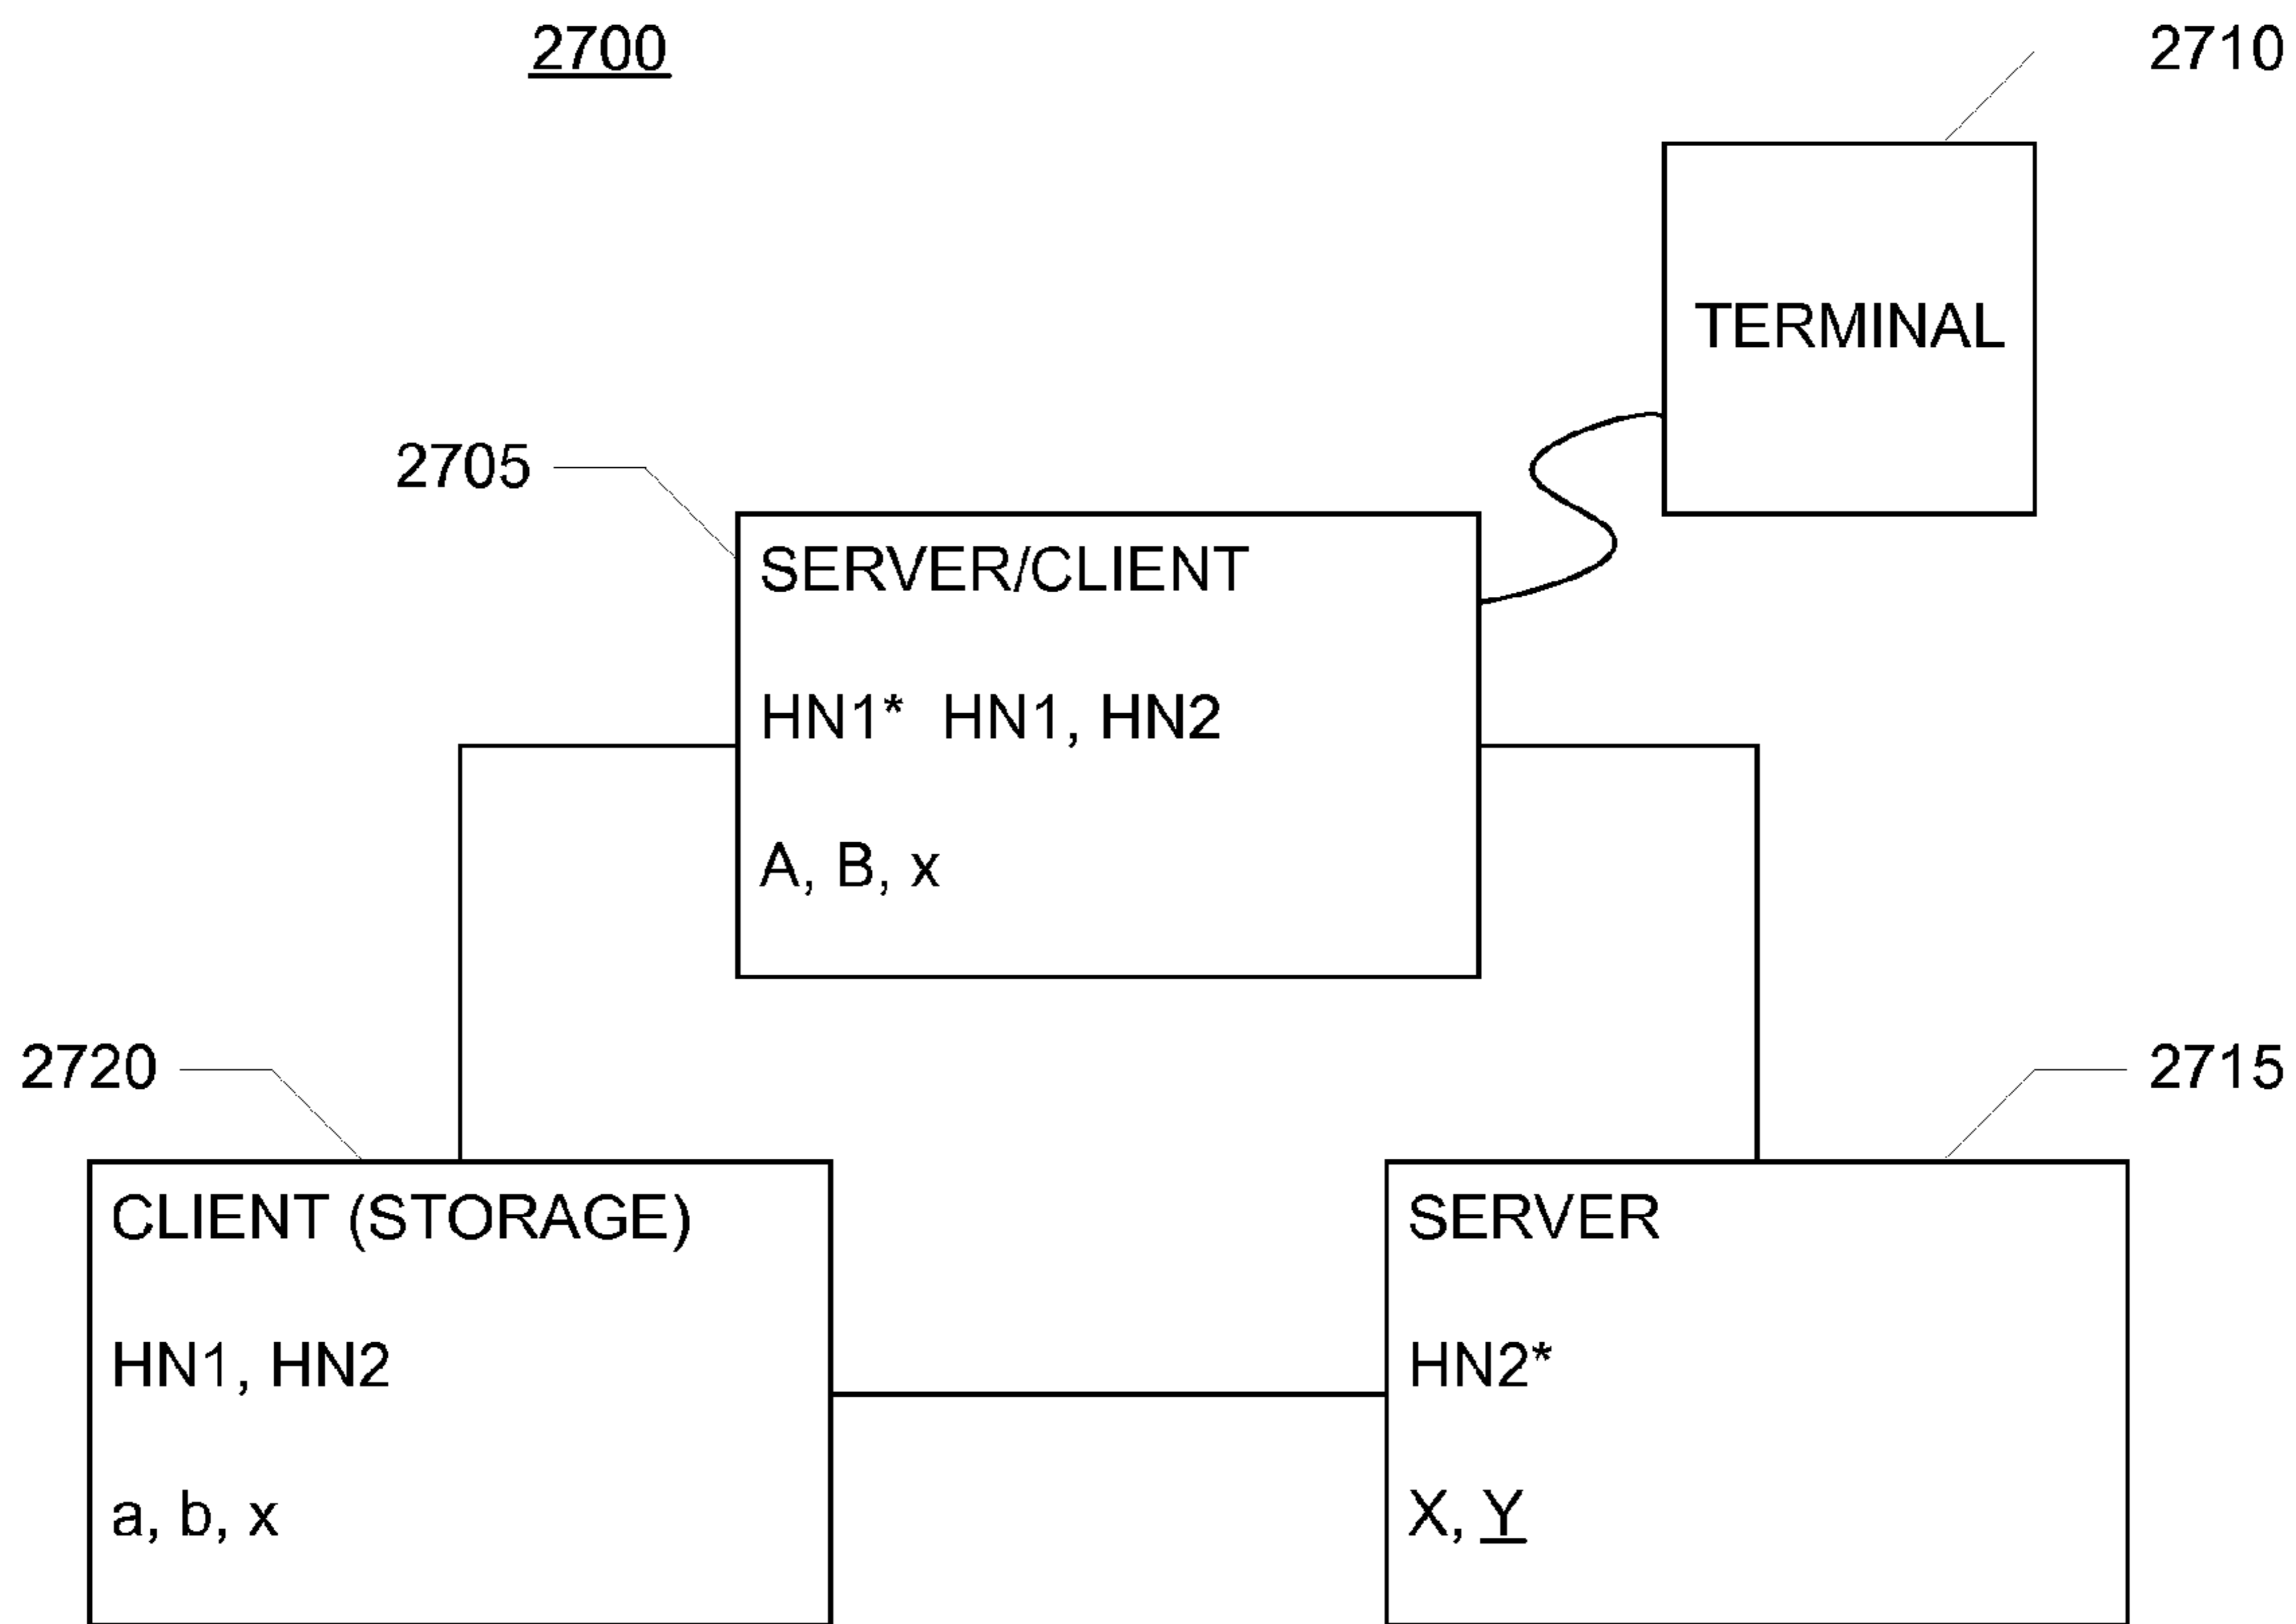 2700
2710
TERMINAL
2705
SERVER/CLIENT
HN1* HN1, HN2
A, B, x
2720
2715
CLIENT (STORAGE)
HN1, HN2
a, b, x
SERVER
HN2*
X, Y